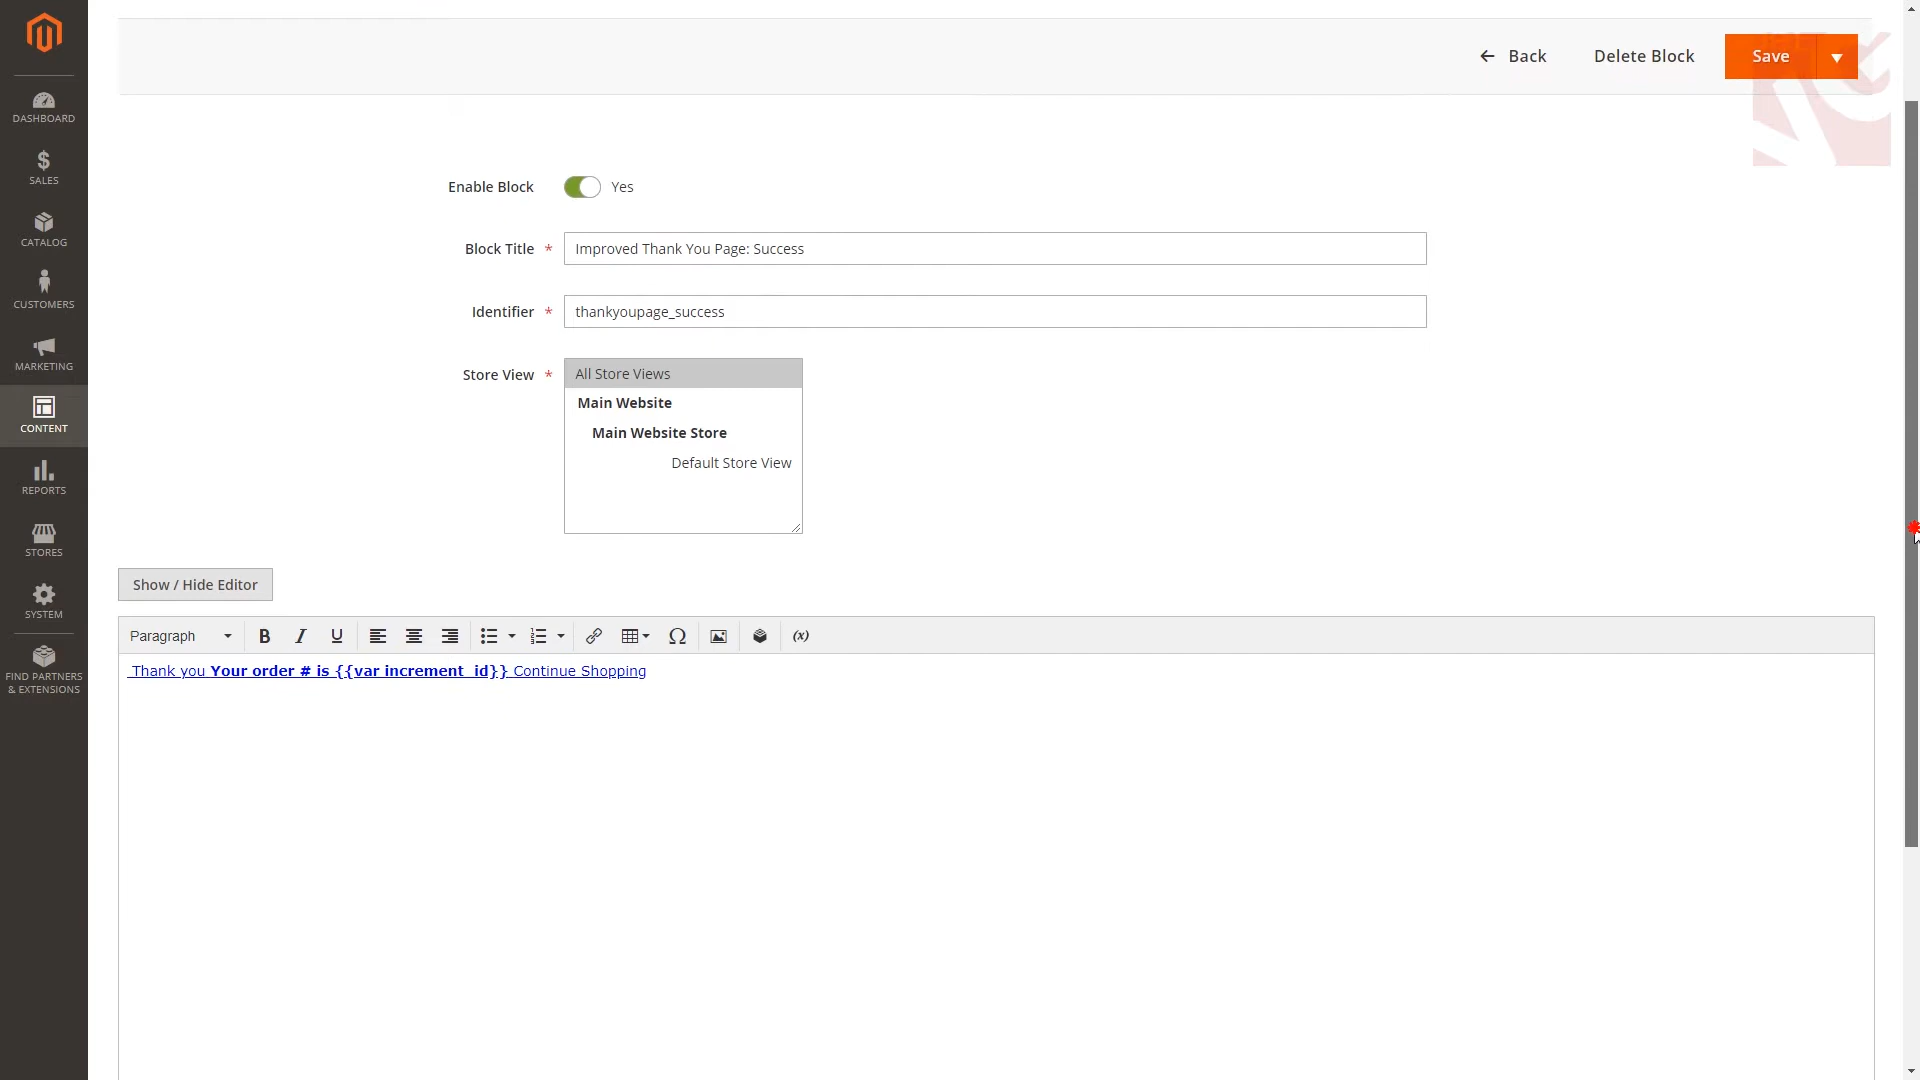 Back
Delete Block
Save
DASHBOARD
SALES
CATALOG
CUSTOMERS
MARKETING
CONTENT
REPORTS
STORES
SYSTEM
FIND PARTNERS
& EXTENSIONS
Enable Block
Yes
Block Title *
Improved Thank You Page: Success
Identifier *
thankyoupage_success
Store View *
All Store Views
Main Website
Main Website Store
Default Store View
Show / Hide Editor
Paragraph
B I U
Ω
(x)
Thank you Your order # is {{var increment_id}} Continue Shopping